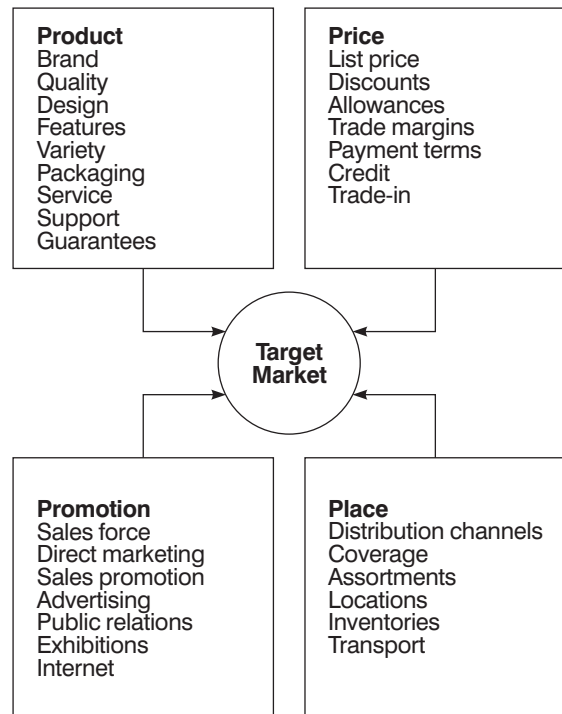 Product
Brand
Quality
Design
Features
Variety
Packaging
Service
Support
Guarantees
Price
List price
Discounts
Allowances
Trade margins
Payment terms
Credit
Trade-in
Target
Market
Promotion
Sales force
Direct marketing
Sales promotion
Advertising
Public relations
Exhibitions
Internet
Place
Distribution channels
Coverage
Assortments
Locations
Inventories
Transport